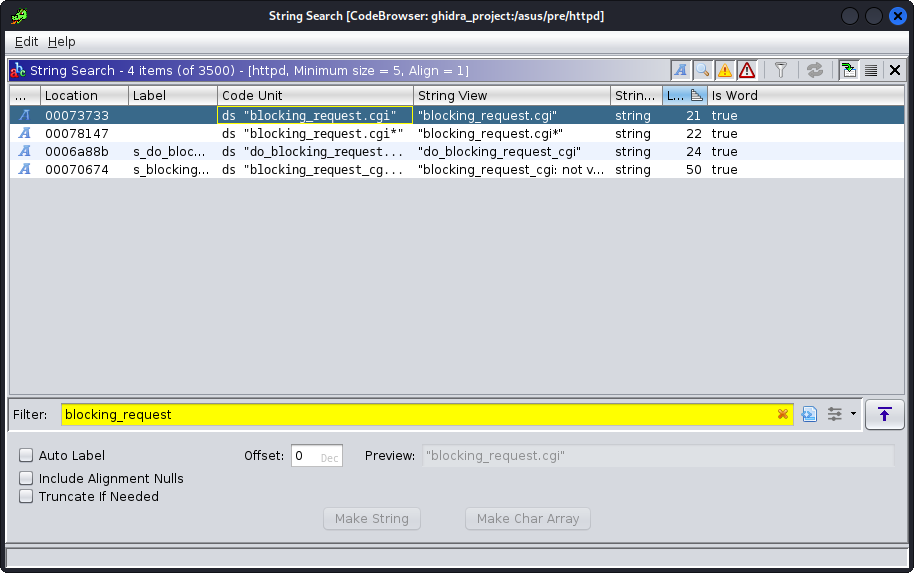 String Search [CodeBrowser: ghidra_project:/asus/pre/httpd]
Edit Help
String Search - 4 items (of 3500) - [httpd, Minimum size = 5, Align = 1]
... Location Label Code Unit String View Strin... L... Is Word
A 00073733 ds "blocking_request.cgi" "blocking_request.cgi" string 21 true
A 00078147 ds "blocking_request.cgi*" "blocking_request.cgi*" string 22 true
A 0006a88b s_do_bloc... ds "do_blocking_request... "do_blocking_request_cgi" string 24 true
A 00070674 s_blocking... ds "blocking_request_cg... "blocking_request_cgi: not v... string 50 true
Filter: blocking_request
Auto Label Offset: 0 Dec Preview: "blocking_request.cgi"
Include Alignment Nulls
Truncate If Needed
Make String Make Char Array